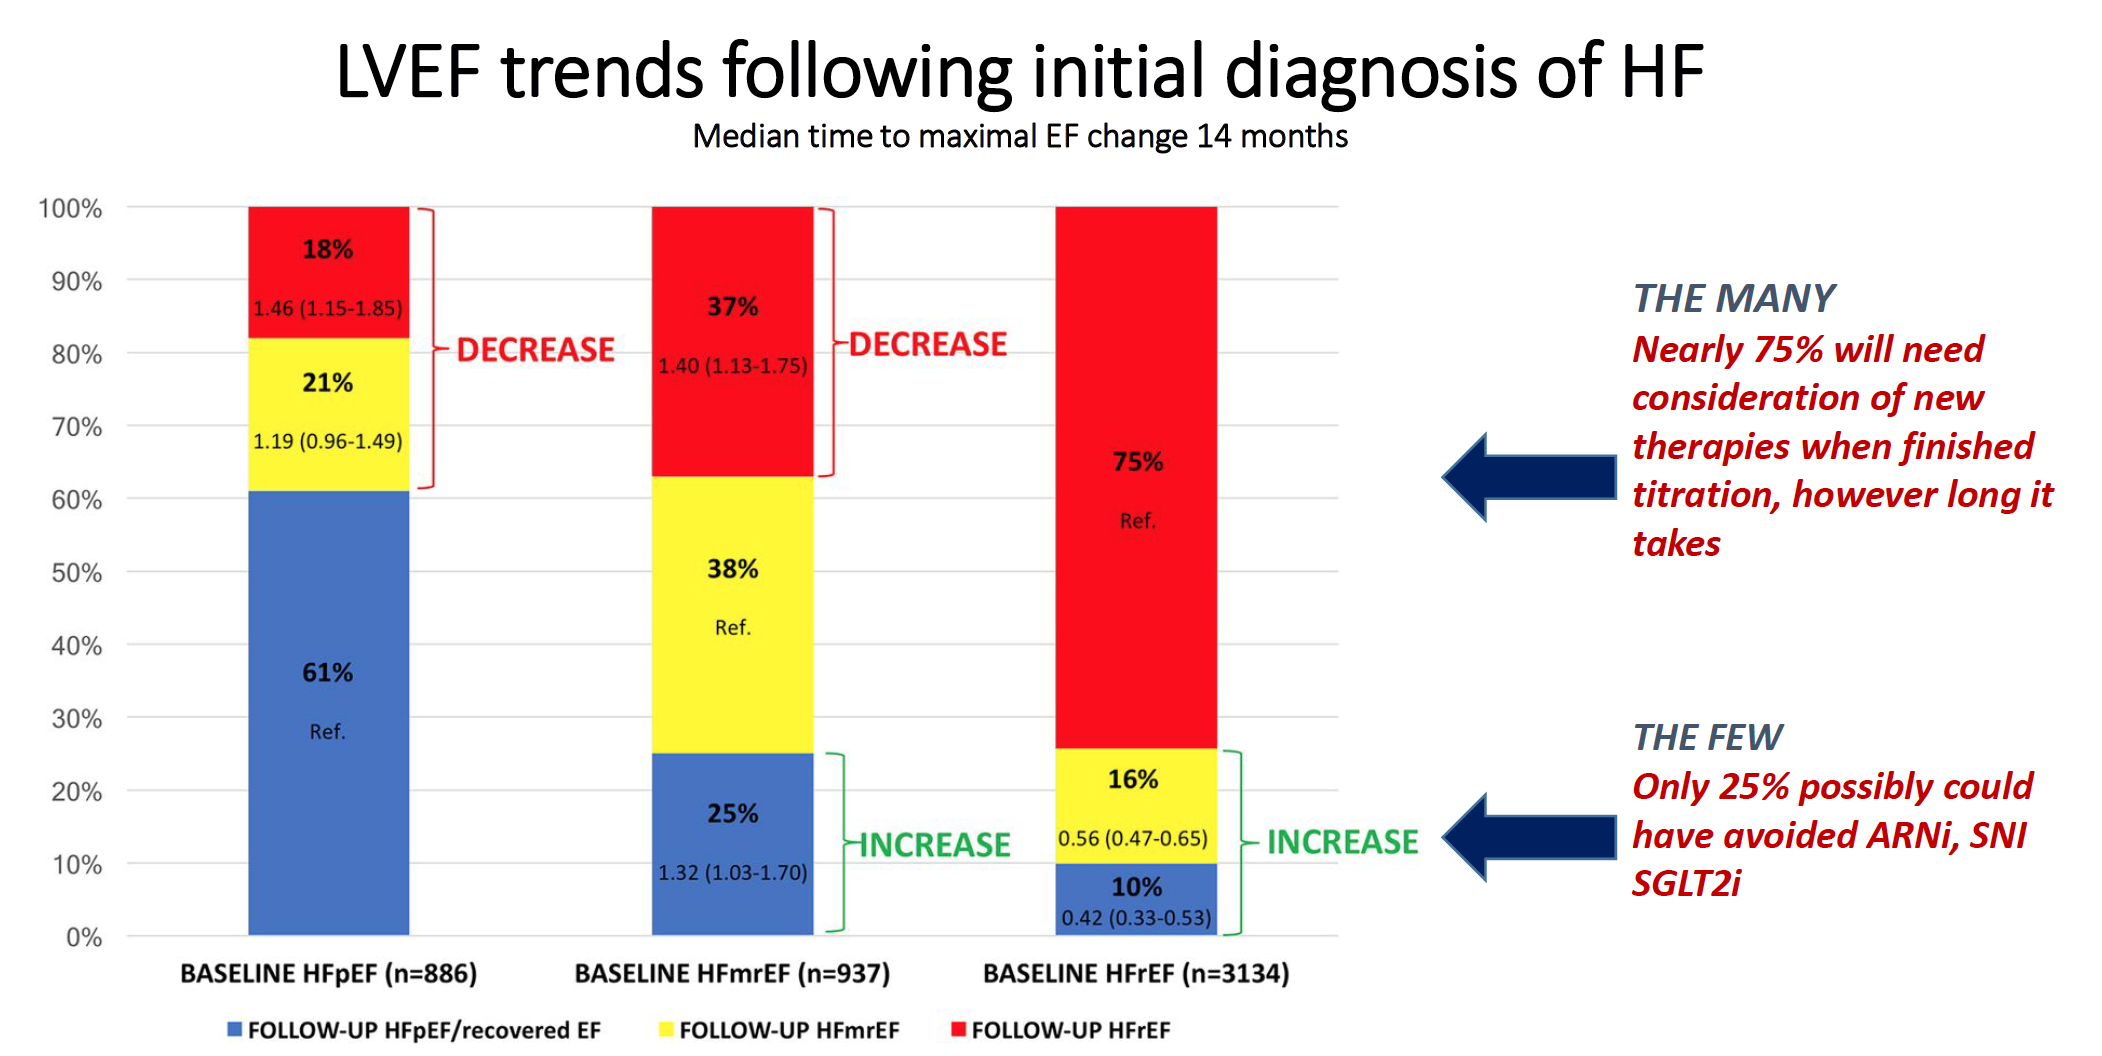 LVEF trends following initial diagnosis of HF
Median time to maximal EF change 14 months
100%
90%
80%
70%
60%
50%
40%
30%
20%
10%
0%
18%
1.46 (1.15-1.85)
21%
1.19 (0.96-1.49)
61%
Ref.
DECREASE
37%
1.40 (1.13-1.75)
38%
Ref.
25%
1.32 (1.03-1.70)
DECREASE
INCREASE
75%
Ref.
16%
0.56 (0.47-0.65)
10%
0.42 (0.33-0.53)
INCREASE
BASELINE HFpEF (n=886)
BASELINE HFmrEF (n=937)
BASELINE HFrEF (n=3134)
FOLLOW-UP HFpEF/recovered EF
FOLLOW-UP HFmrEF
FOLLOW-UP HFrEF
THE MANY
Nearly 75% will need
consideration of new
therapies when finished
titration, however long it
takes
THE FEW
Only 25% possibly could
have avoided ARNi, SNI
SGLT2i